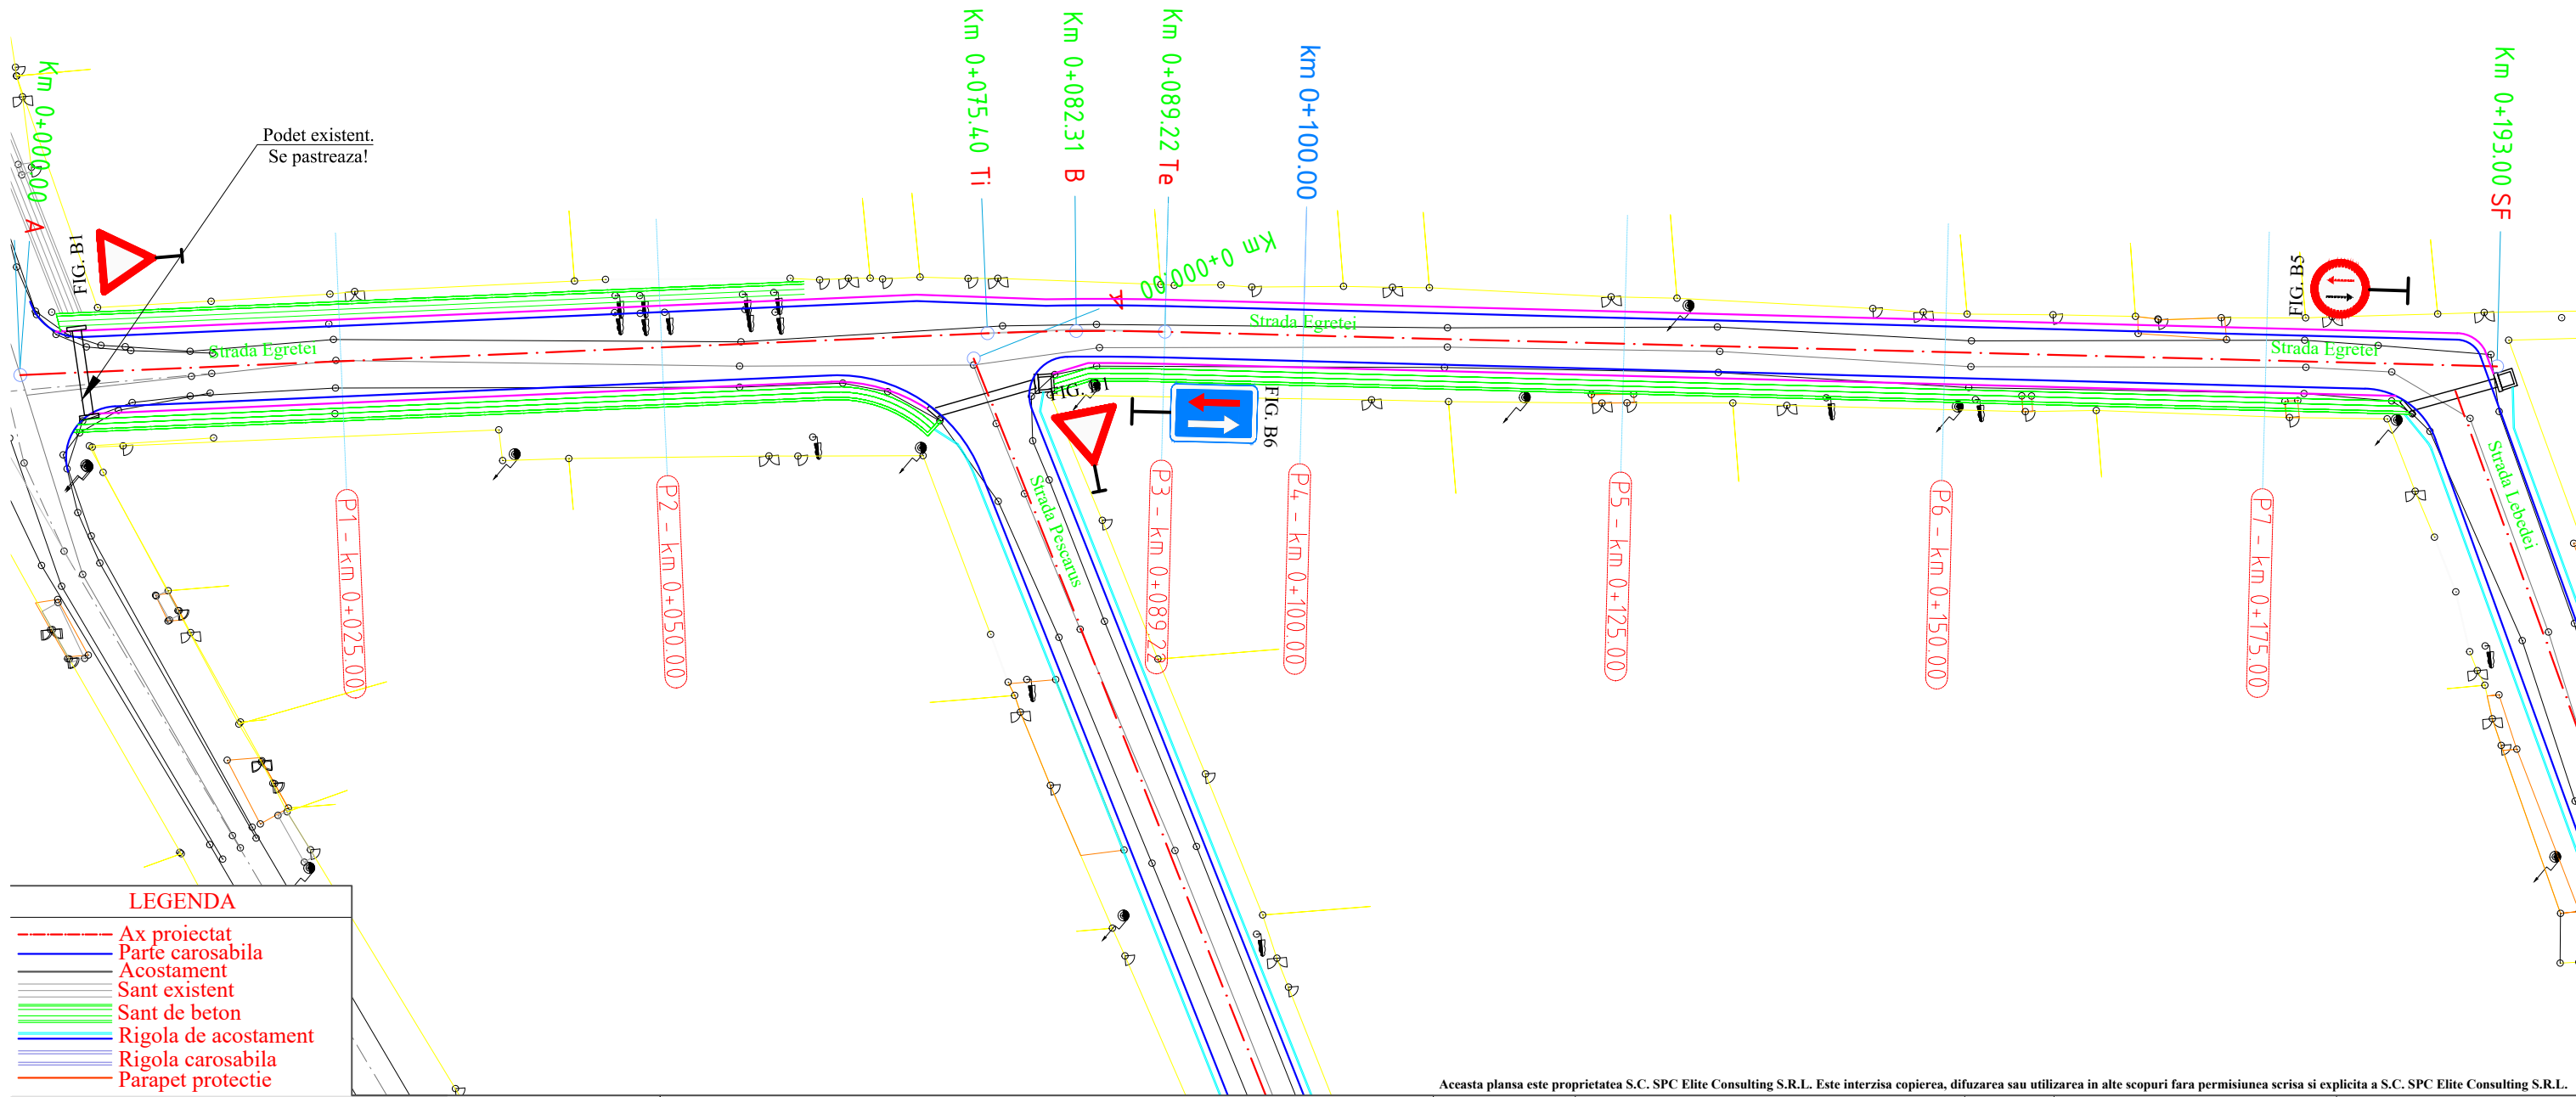 Km 0+000.00
A
FIG. B1
Podet existent.
Se pastreaza!
Km 0+075.40 Ti
Km 0+082.31 B
Km 0+089.22 Te
km 0+100.00
Km 0+193.00 SF
Km 0+000.00
A
FIG. B5
Strada Egretei
Strada Egretei
Strada Egretei
FIG. 1
FIG. B6
Strada Pescarus
Strada Lebedei
P1 - km 0+025.00
P2 - km 0+050.00
P3 - km 0+089.22
P4 - km 0+100.00
P5 - km 0+125.00
P6 - km 0+150.00
P7 - km 0+175.00
LEGENDA
Ax proiectat
Parte carosabila
Acostament
Sant existent
Sant de beton
Rigola de acostament
Rigola carosabila
Parapet protectie
Aceasta plansa este proprietatea S.C. SPC Elite Consulting S.R.L. Este interzisa copierea, difuzarea sau utilizarea in alte scopuri fara permisiunea scrisa si explicita a S.C. SPC Elite Consulting S.R.L.